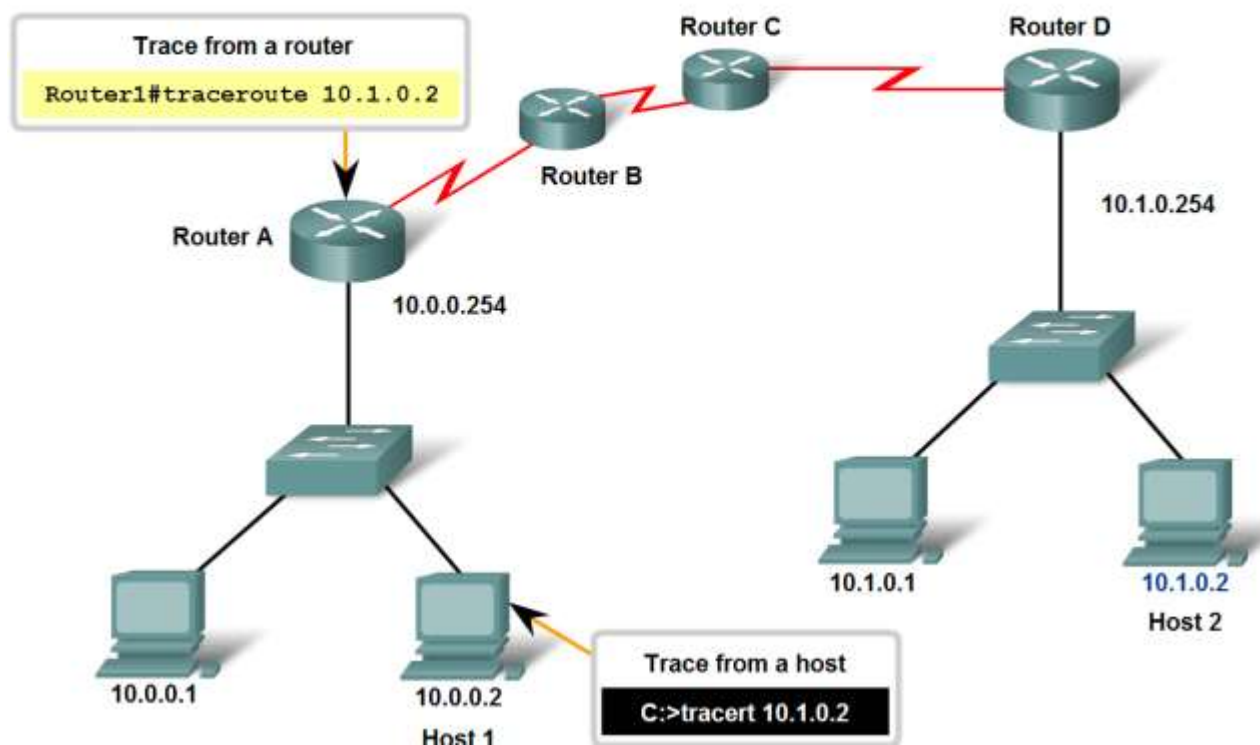 Trace from a router
Router1#traceroute 10.1.0.2
Router C
Router D
Router B
Router A
10.1.0.254
10.0.0.254
10.1.0.1
10.1.0.2
Host 2
10.0.0.1
10.0.0.2
Host 1
Trace from a host
C:>tracert 10.1.0.2